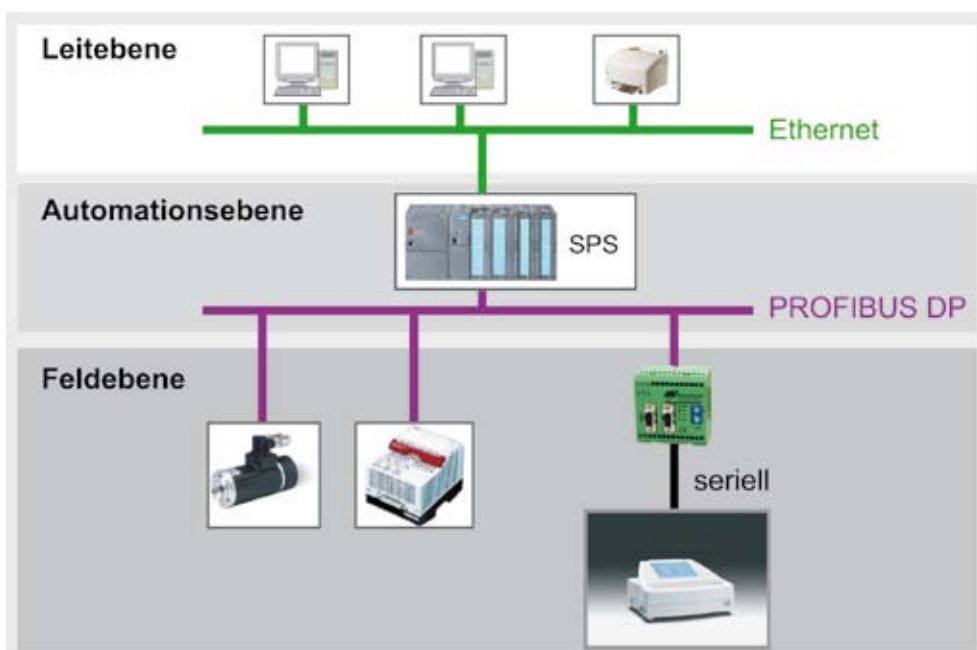 Leitebene
Ethernet
Automationsebene
SPS
PROFIBUS DP
Feldebene
seriell